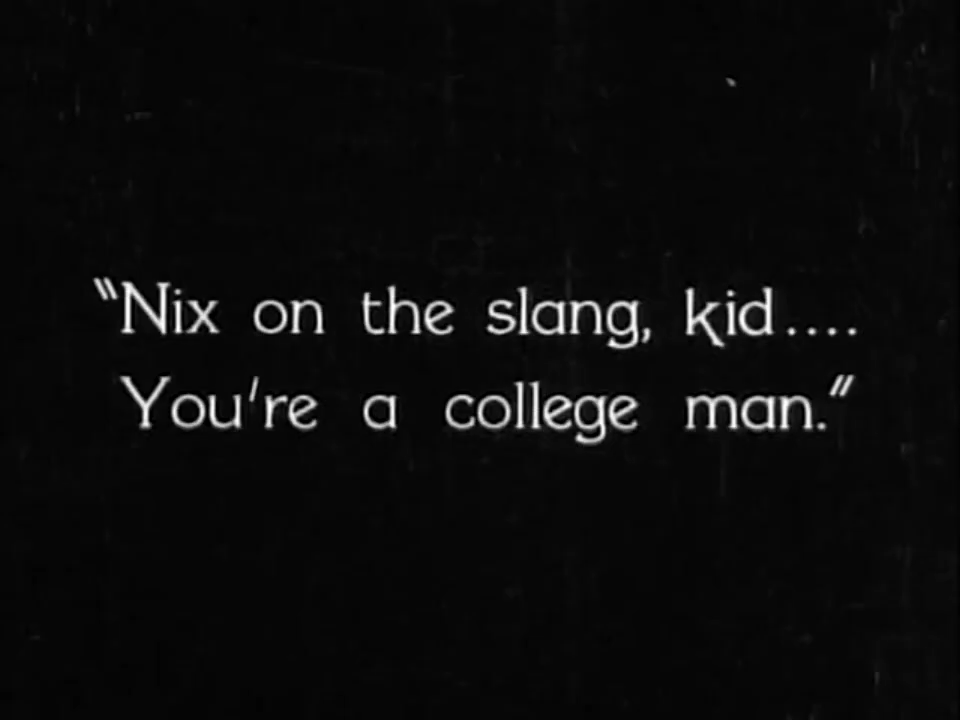 "Nix on the slang, kid....
You're a college man."